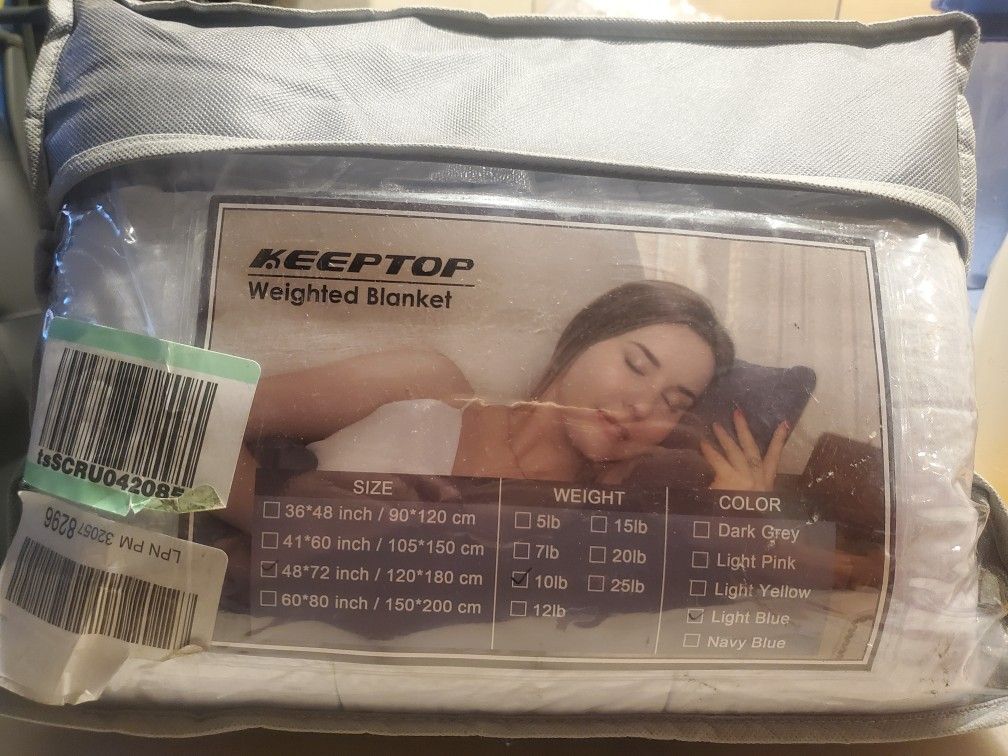 KEEPTOP
Weighted Blanket
tsSCRU042085
LPN PM 320578296
SIZE
36*48 inch / 90*120 cm
41*60 inch / 105*150 cm
48*72 inch / 120*180 cm
60*80 inch / 150*200 cm
WEIGHT
5lb 15lb
7lb 20lb
10lb 25lb
12lb
COLOR
Dark Grey
Light Pink
Light Yellow
Light Blue
Navy Blue